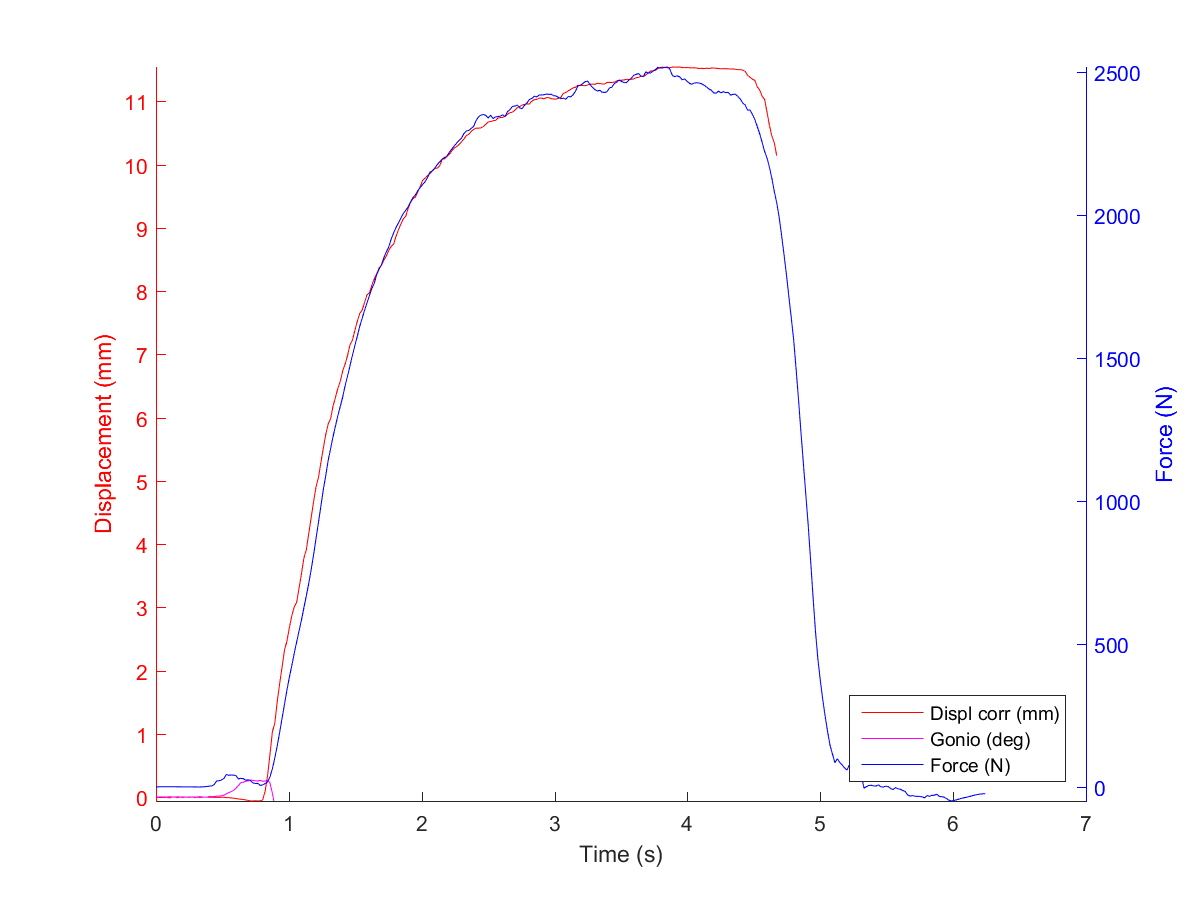 11
10
9
8
7
6
5
4
3
2
1
0
Displacement (mm)
2500
2000
1500
1000
500
0
Force (N)
Displ corr (mm)
Gonio (deg)
Force (N)
0 1 2 3 4 5 6 7
Time (s)